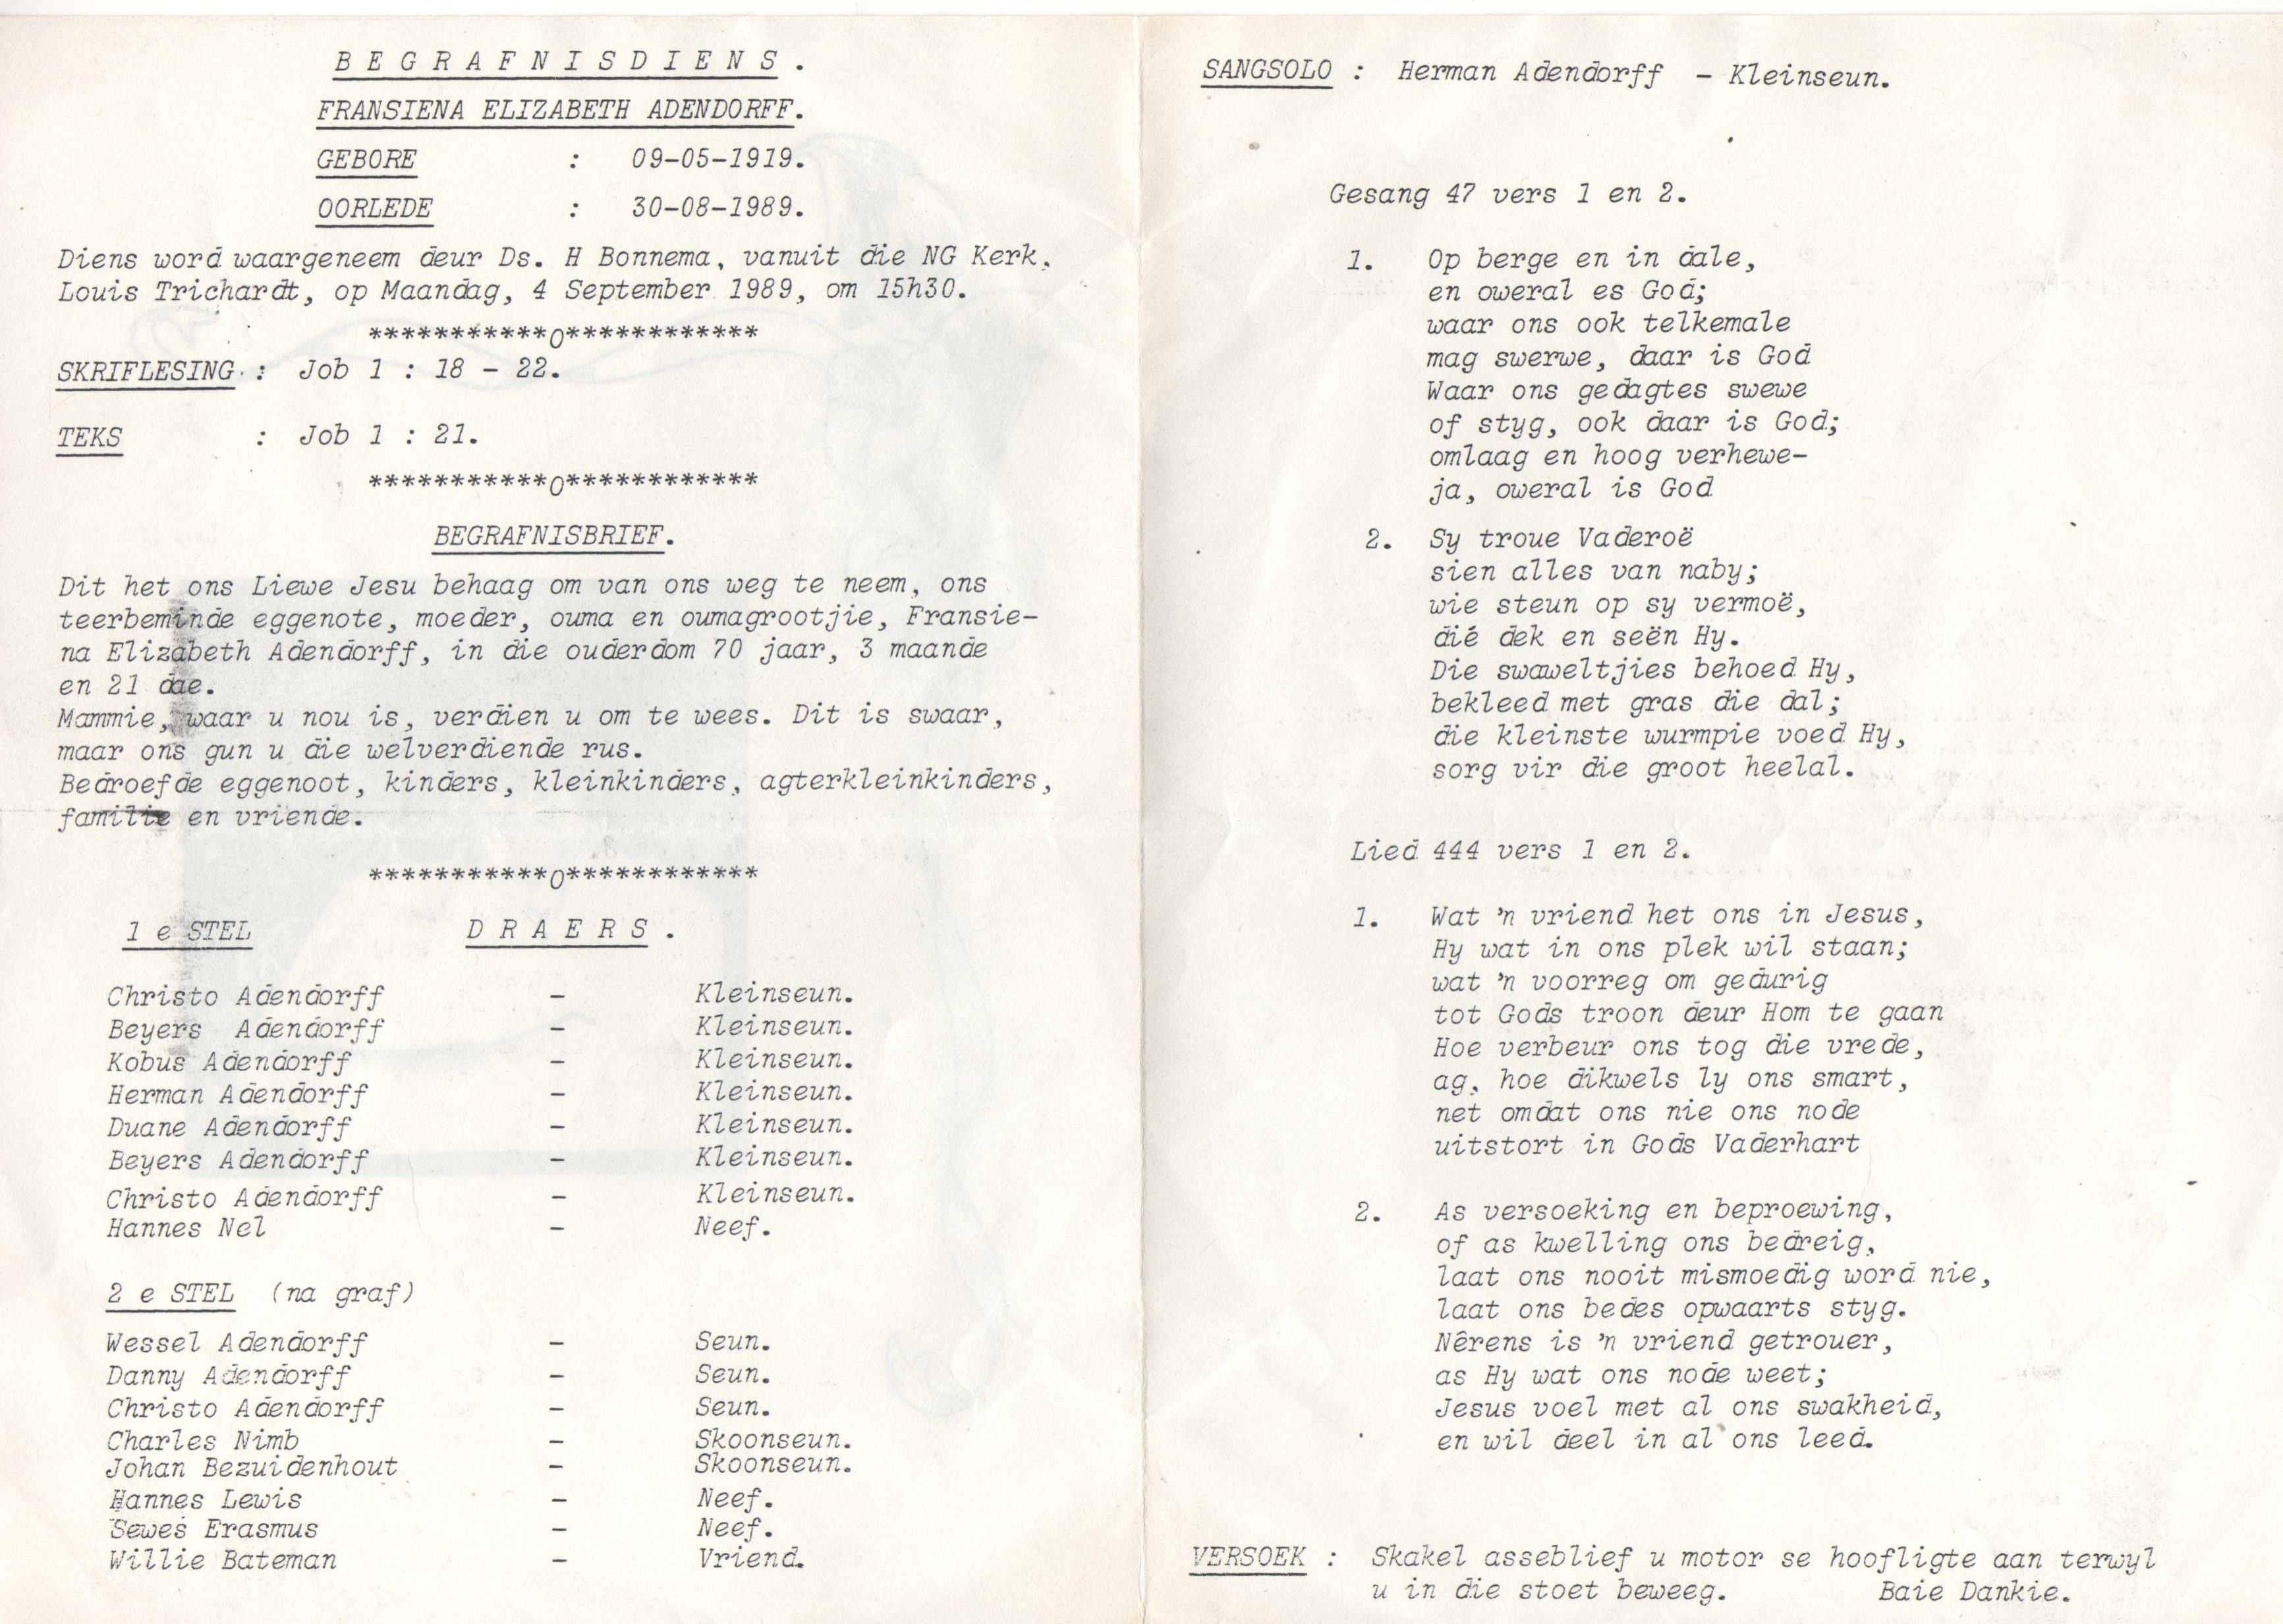 B E G R A F N I S D I E N S .
FRANSIENA ELIZABETH ADENDORFF.
GEBORE : 09-05-1919.
OORLEDE : 30-08-1989.
Diens word waargeneem deur Ds. H Bonnema, vanuit die NG Kerk,
Louis Trichardt, op Maandag, 4 September 1989, om 15h30.
***********O************
SKRIFLESING : Job 1 : 18 - 22.
TEKS : Job 1 : 21.
***********O************
BEGRAFNISBRIEF.
Dit het ons Liewe Jesu behaag om van ons weg te neem, ons
teerbeminde eggenote, moeder, ouma en oumagrootjie, Fransie-
na Elizabeth Adendorff, in die ouderdom 70 jaar, 3 maande
en 21 dae.
Mammie, waar u nou is, verdien u om te wees. Dit is swaar,
maar ons gun u die welverdiende rus.
Bedroefde eggenoot, kinders, kleinkinders, agterkleinkinders,
familie en vriende.
***********O************
1 e STEL D R A E R S .
Christo Adendorff - Kleinseun.
Beyers Adendorff - Kleinseun.
Kobus Adendorff - Kleinseun.
Herman Adendorff - Kleinseun.
Duane Adendorff - Kleinseun.
Beyers Adendorff - Kleinseun.
Christo Adendorff - Kleinseun.
Hannes Nel - Neef.
2 e STEL (na graf)
Wessel Adendorff - Seun.
Danny Adendorff - Seun.
Christo Adendorff - Seun.
Charles Nimb - Skoonseun.
Johan Bezuidenhout - Skoonseun.
Hannes Lewis - Neef.
Sewes Erasmus - Neef.
Willie Bateman - Vriend.
SANGSOLO : Herman Adendorff - Kleinseun.
Gesang 47 vers 1 en 2.
1. Op berge en in dale,
en oweral es God;
waar ons ook telkemale
mag swerwe, daar is God
Waar ons gedagtes swewe
of styg, ook daar is God;
omlaag en hoog verhewe-
ja, oweral is God
2. Sy troue Vaderoë
sien alles van naby;
wie steun op sy vermoë,
dié dek en seën Hy.
Die swaweltjies behoed Hy,
bekleed met gras die dal;
die kleinste wurmpie voed Hy,
sorg vir die groot heelal.
Lied 444 vers 1 en 2.
1. Wat 'n vriend het ons in Jesus,
Hy wat in ons plek wil staan;
wat 'n voorreg om gedurig
tot Gods troon deur Hom te gaan
Hoe verbeur ons tog die vrede,
ag, hoe dikwels ly ons smart,
net omdat ons nie ons node
uitstort in Gods Vaderhart
2. As versoeking en beproewing,
of as kwelling ons bedreig,
laat ons nooit mismoedig word nie,
laat ons bedes opwaarts styg.
Nêrens is 'n vriend getrouer,
as Hy wat ons node weet;
Jesus voel met al ons swakheid,
en wil deel in al ons leed.
VERSOEK : Skakel asseblief u motor se hoofligte aan terwyl
u in die stoet beweeg. Baie Dankie.